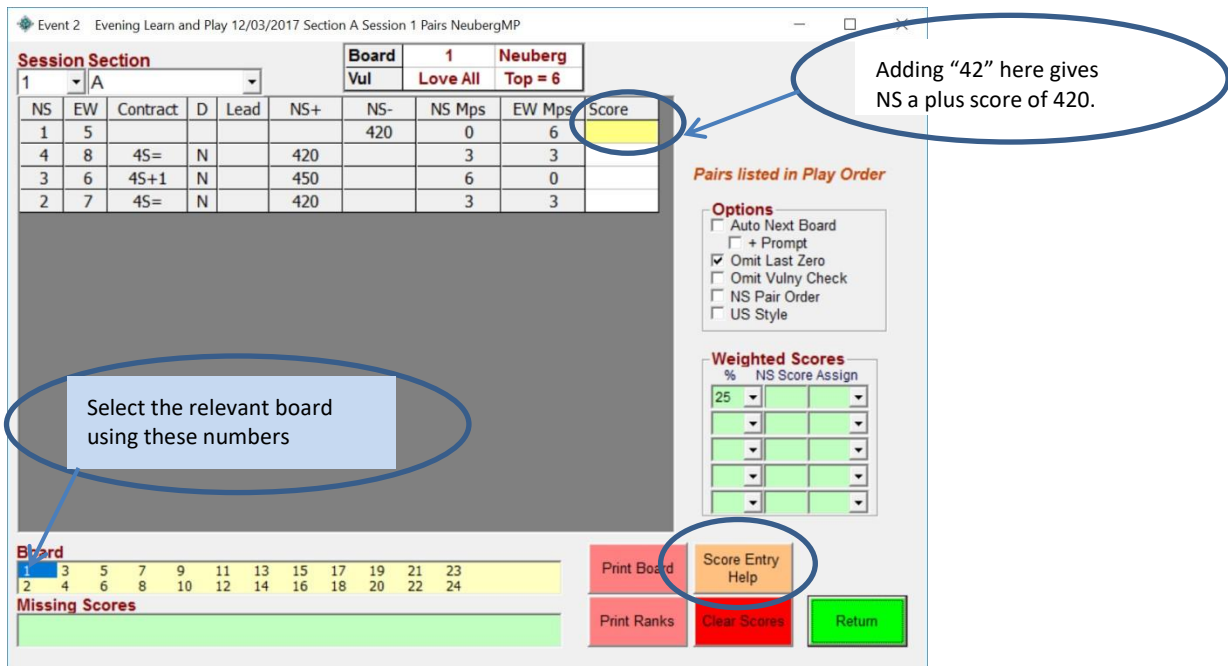 Event 2 Evening Learn and Play 12/03/2017 Section A Session 1 Pairs NeubergMP
Session Section
1 A
Board 1 Neuberg
Vul Love All Top = 6
NS EW Contract D Lead NS+ NS- NS Mps EW Mps Score
1 5 420 0 6
4 8 4S= N 420 3 3
3 6 4S+1 N 450 6 0
2 7 4S= N 420 3 3
Adding “42” here gives
NS a plus score of 420.
Pairs listed in Play Order
Options
Auto Next Board
+ Prompt
Omit Last Zero
Omit Vulny Check
NS Pair Order
US Style
Weighted Scores
% NS Score Assign
25
Select the relevant board
using these numbers
Board
1 3 5 7 9 11 13 15 17 19 21 23
2 4 6 8 10 12 14 16 18 20 22 24
Missing Scores
Print Board
Score Entry
Help
Print Ranks
Clear Scores
Return